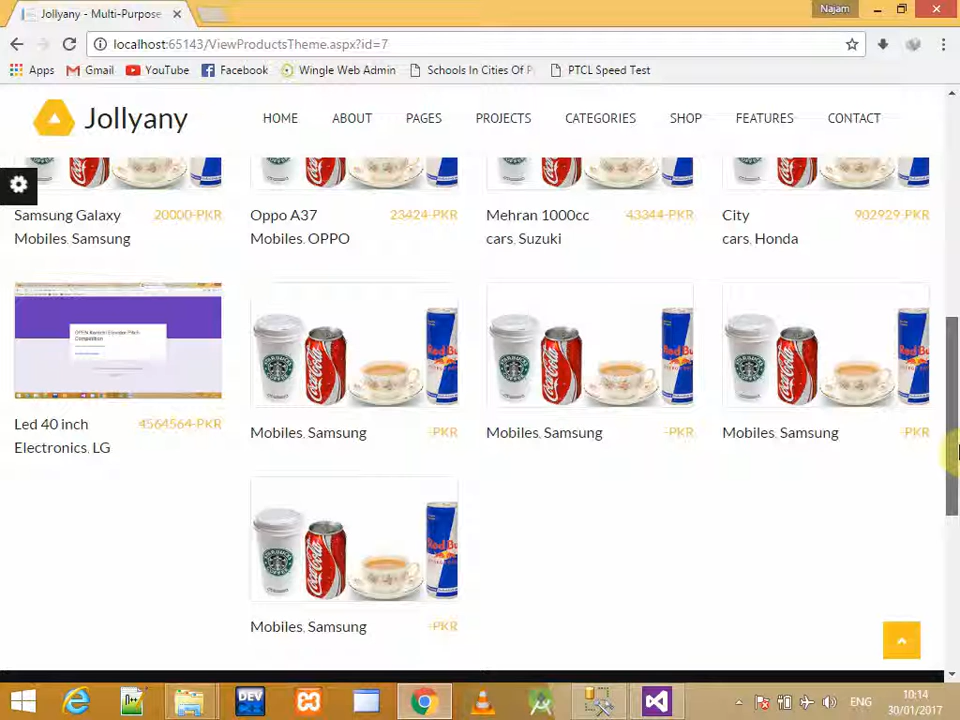 Jollyany - Multi-Purpose
Najam
localhost:65143/ViewProductsTheme.aspx?id=7
Apps Gmail YouTube Facebook Wingle Web Admin Schools In Cities Of P PTCL Speed Test
Jollyany HOME ABOUT PAGES PROJECTS CATEGORIES SHOP FEATURES CONTACT
Samsung Galaxy 20000-PKR Oppo A37 23424-PKR Mehran 1000cc 43344-PKR City 902929-PKR
Mobiles, Samsung Mobiles, OPPO cars, Suzuki cars, Honda
Led 40 inch 4564564-PKR Mobiles, Samsung -PKR Mobiles, Samsung -PKR Mobiles, Samsung -PKR
Electronics, LG
Mobiles, Samsung -PKR
DEV
ENG
10:14
30/01/2017